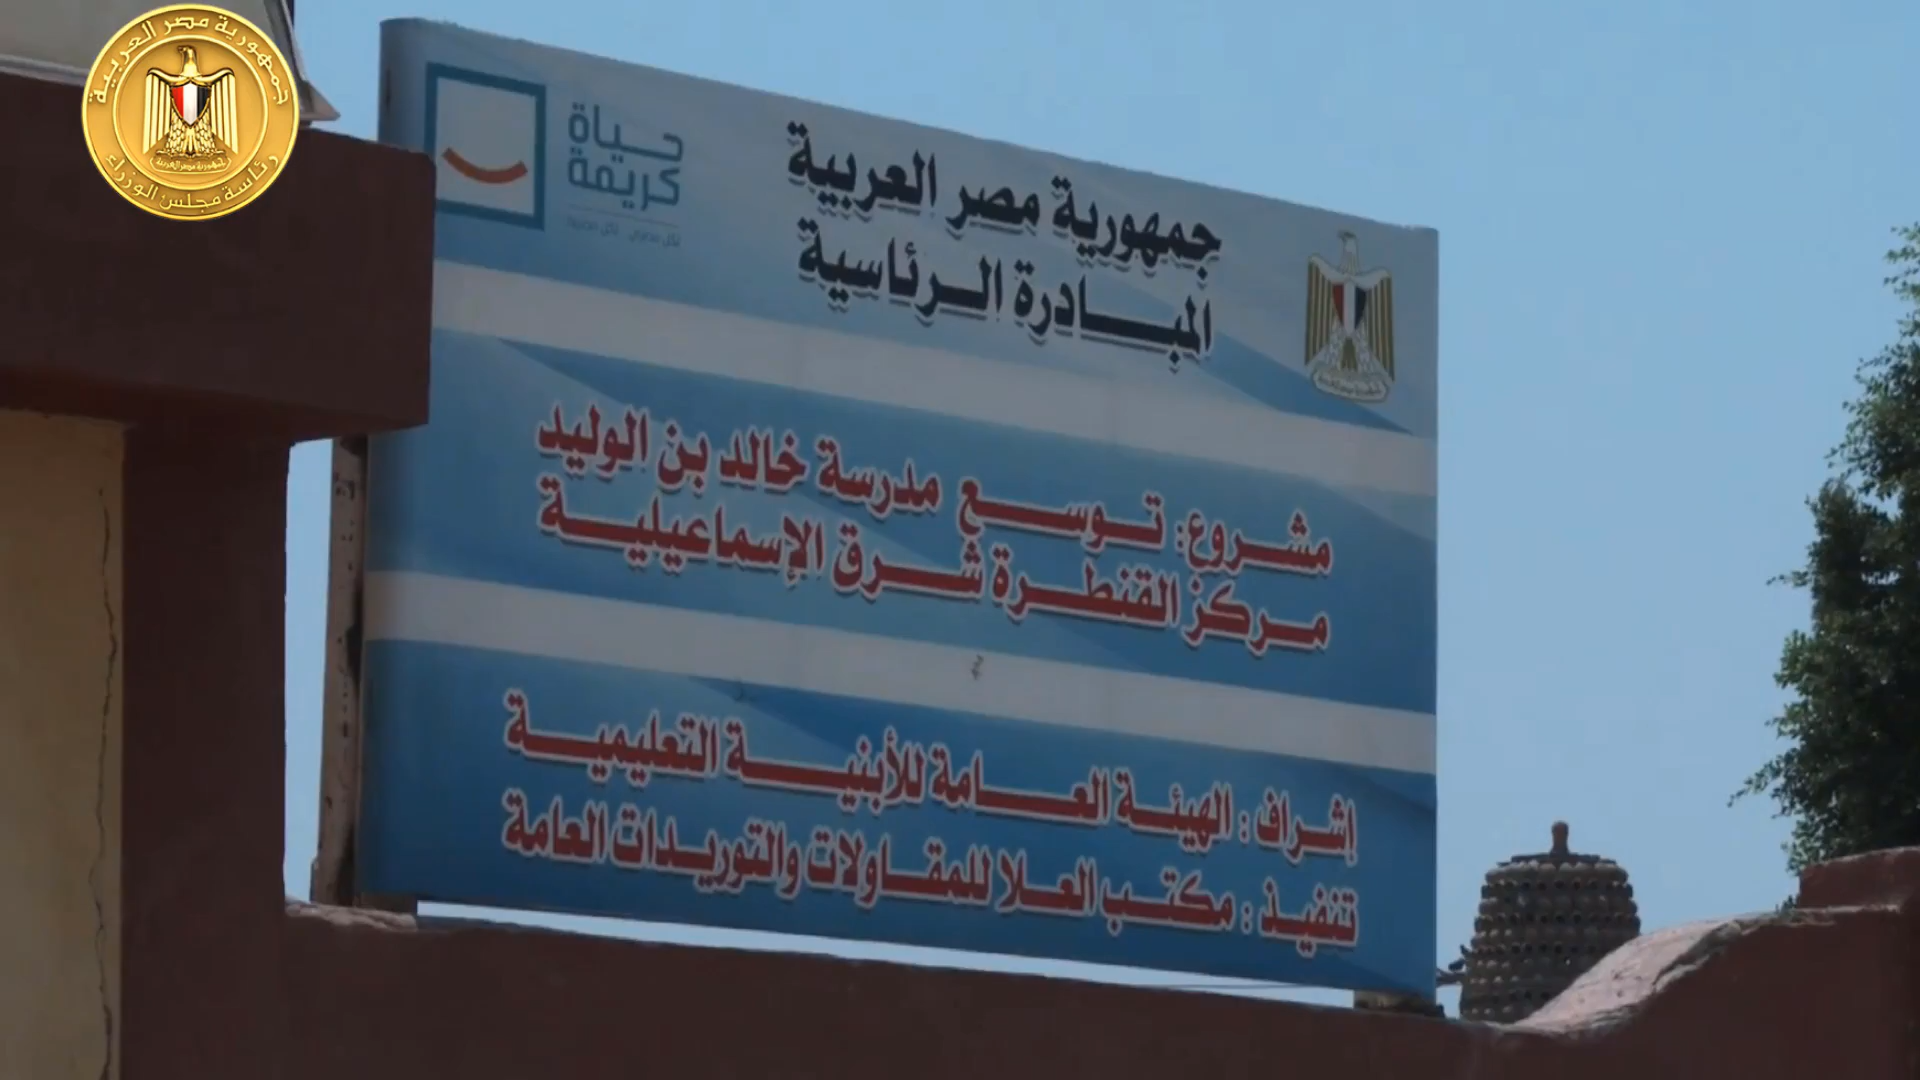 جمهورية مصر العربية
رئاسة مجلس الوزراء
حياة
كريمة
جمهورية مصر العربية
المبادرة الرئاسية
مشروع: توسع مدرسة خالد بن الوليد
مركز القنطرة شرق الإسماعيلية
إشراف : الهيئة العامة للأبنية التعليمية
تنفيذ : مكتب العلا للمقاولات والتوريدات العامة